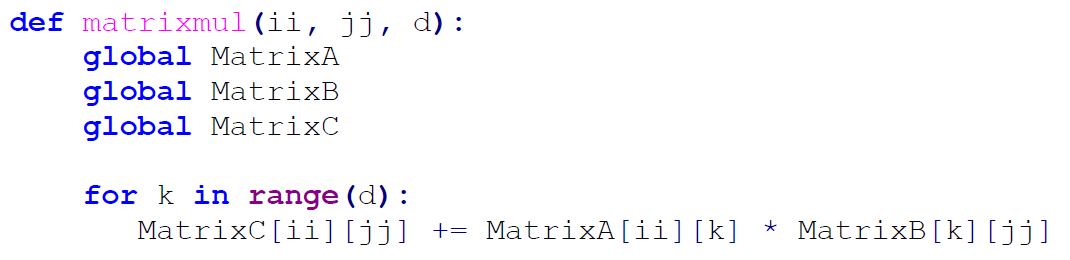 def matrixmul(ii, jj, d):
    global MatrixA
    global MatrixB
    global MatrixC
    for k in range(d):
       MatrixC[ii][jj] += MatrixA[ii][k] * MatrixB[k][jj]